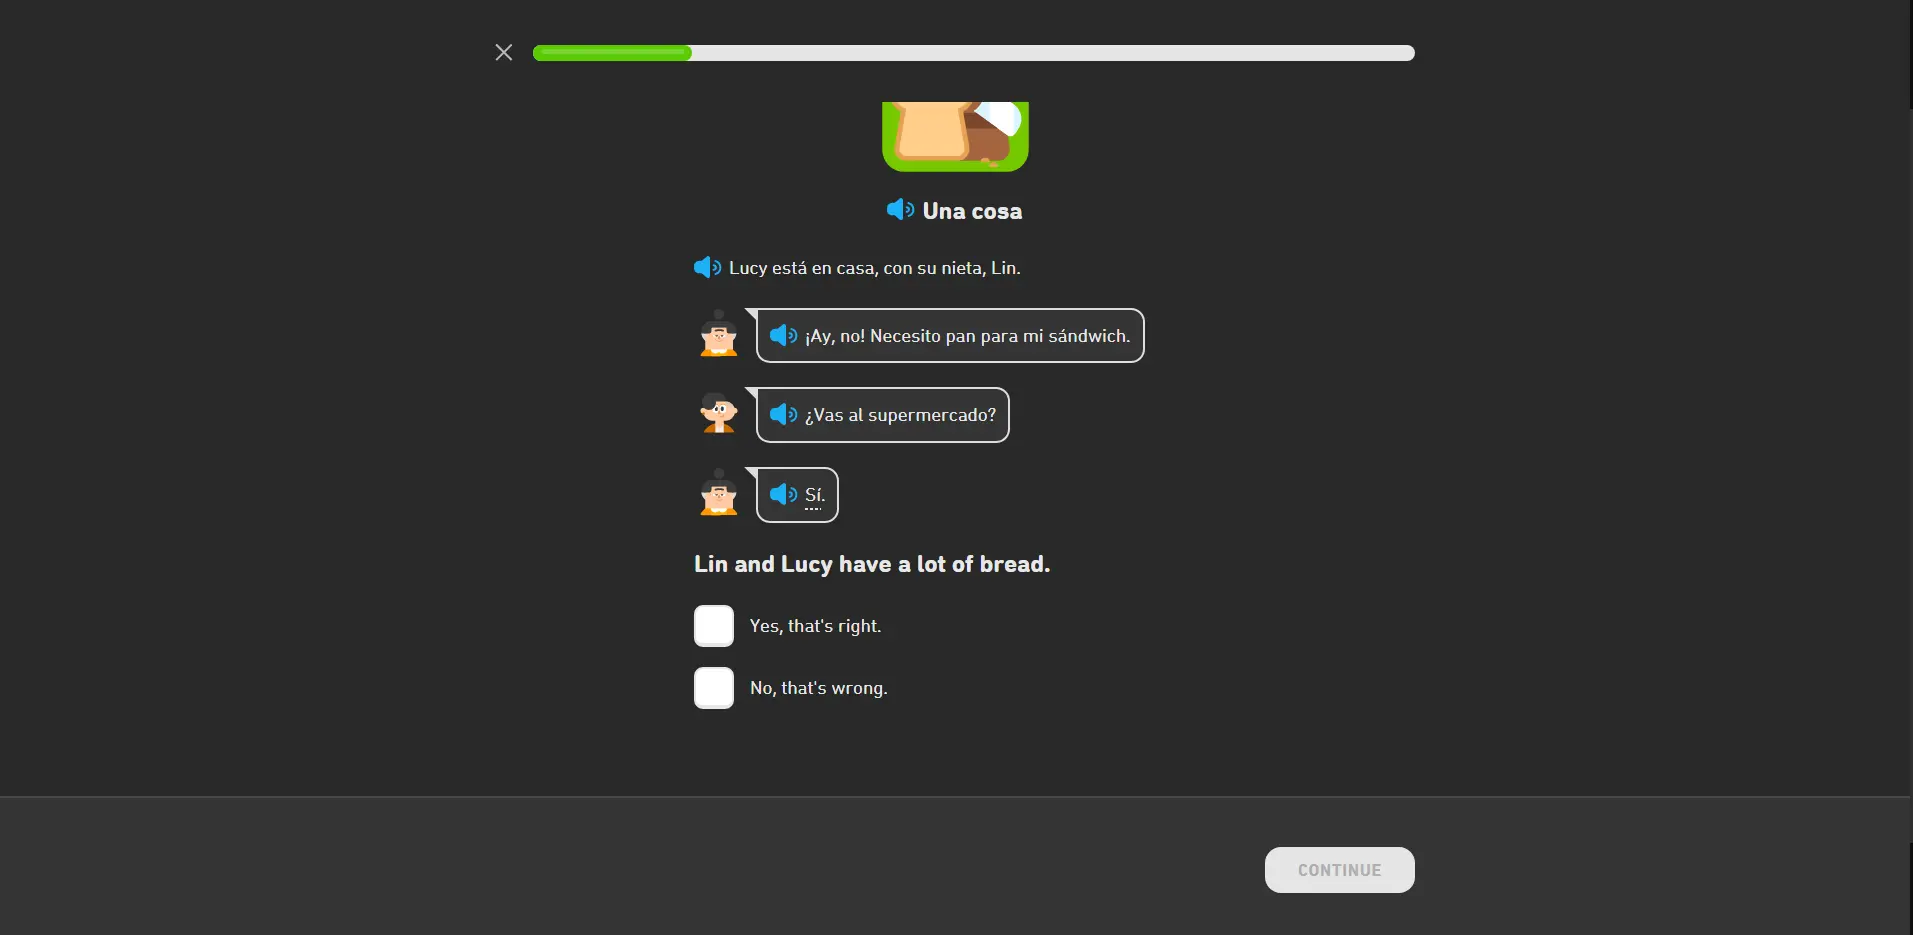 Una cosa
Lucy está en casa, con su nieta, Lin.
¡Ay, no! Necesito pan para mi sándwich.
¿Vas al supermercado?
Sí.
Lin and Lucy have a lot of bread.
Yes, that's right.
No, that's wrong.
CONTINUE